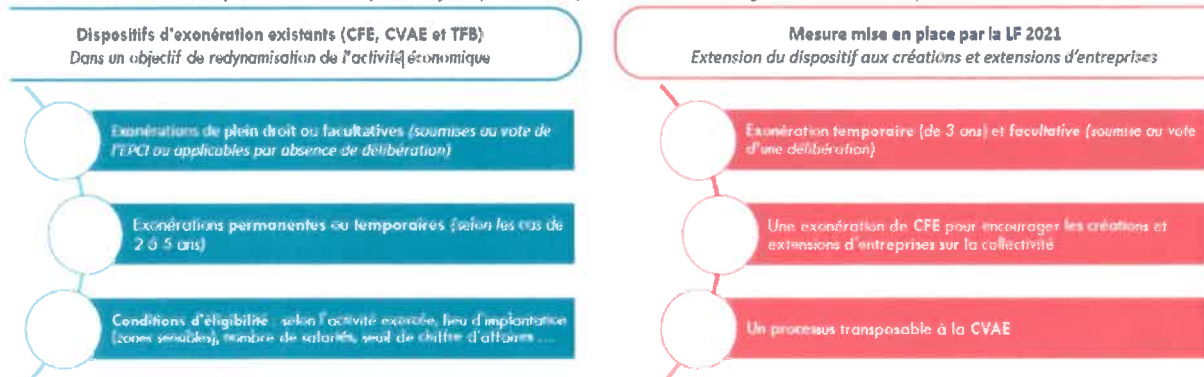 Dispositifs d'exonération existants (CFE, CVAE et TFB)
Dans un objectif de redynamisation de l'activité économique
Exonérations de plein droit ou facultatives (soumises au vote de
l'EPCI ou applicables par absence de délibération)
Exonérations permanentes ou temporaires (selon les cas de
2 à 5 ans)
Conditions d'éligibilité : selon l'activité exercée, lieu d'implantation
(zones sensibles), nombre de salariés, seuil de chiffre d'affaires ...
Mesure mise en place par la LF 2021
Extension du dispositif aux créations et extensions d'entreprises
Exonération temporaire (de 3 ans) et facultative (soumise au vote
d'une délibération)
Une exonération de CFE pour encourager les créations et
extensions d'entreprises sur la collectivité
Un processus transposable à la CVAE